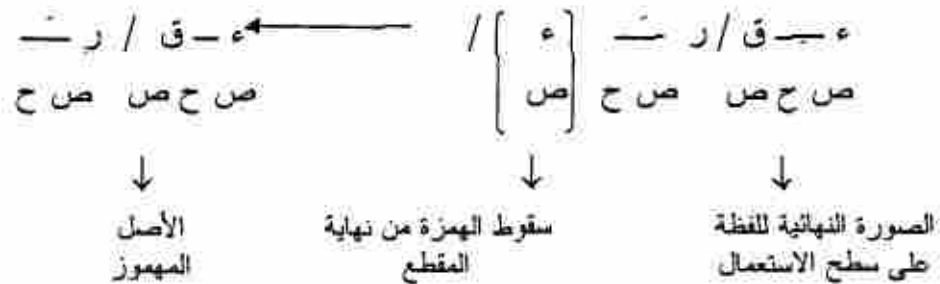 ء ـَ ق / ر ـَ [ ء ] / ← ء ـَ ق / ر ـَ
ص ح ص ص ح [ ص ] ص ح ص ص ح
↓ ↓ ↓
الصورة النهائية للفظة سقوط الهمزة من نهاية الأصل
على سطح الاستعمال المقطع المهموز